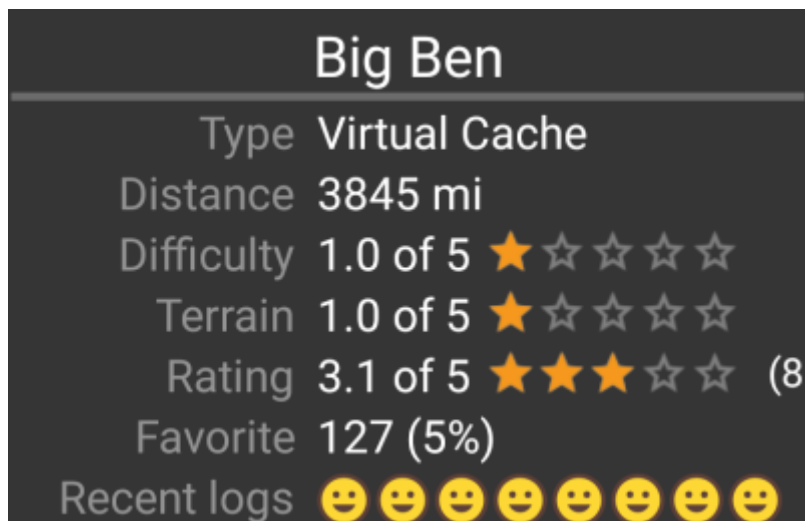 Big Ben
Type Virtual Cache
Distance 3845 mi
Difficulty 1.0 of 5
Terrain 1.0 of 5
Rating 3.1 of 5 (8
Favorite 127 (5%)
Recent logs